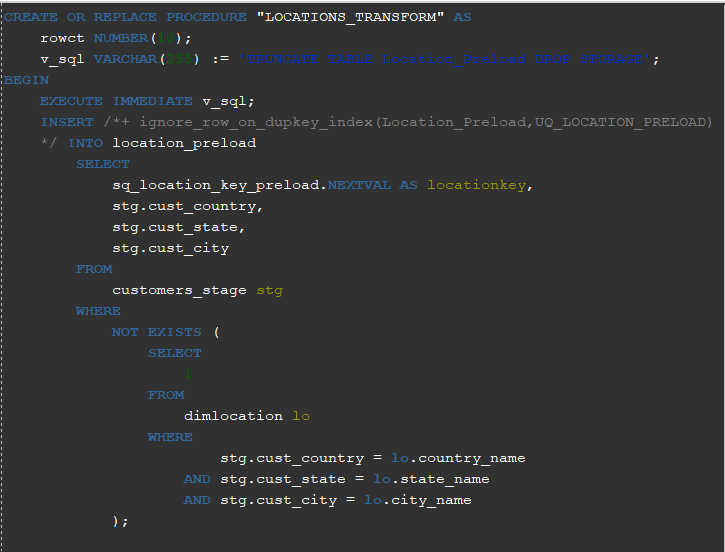 CREATE OR REPLACE PROCEDURE "LOCATIONS_TRANSFORM" AS
    rowct NUMBER(10);
    v_sql VARCHAR(255) := 'TRUNCATE TABLE Location_Preload DROP STORAGE';
BEGIN
    EXECUTE IMMEDIATE v_sql;
    INSERT /*+ ignore_row_on_dupkey_index(Location_Preload,UQ_LOCATION_PRELOAD)
    */ INTO location_preload
        SELECT
            sq_location_key_preload.NEXTVAL AS locationkey,
            stg.cust_country,
            stg.cust_state,
            stg.cust_city
        FROM
            customers_stage stg
        WHERE
            NOT EXISTS (
                SELECT
                    1
                FROM
                    dimlocation lo
                WHERE
                        stg.cust_country = lo.country_name
                    AND stg.cust_state = lo.state_name
                    AND stg.cust_city = lo.city_name
            );